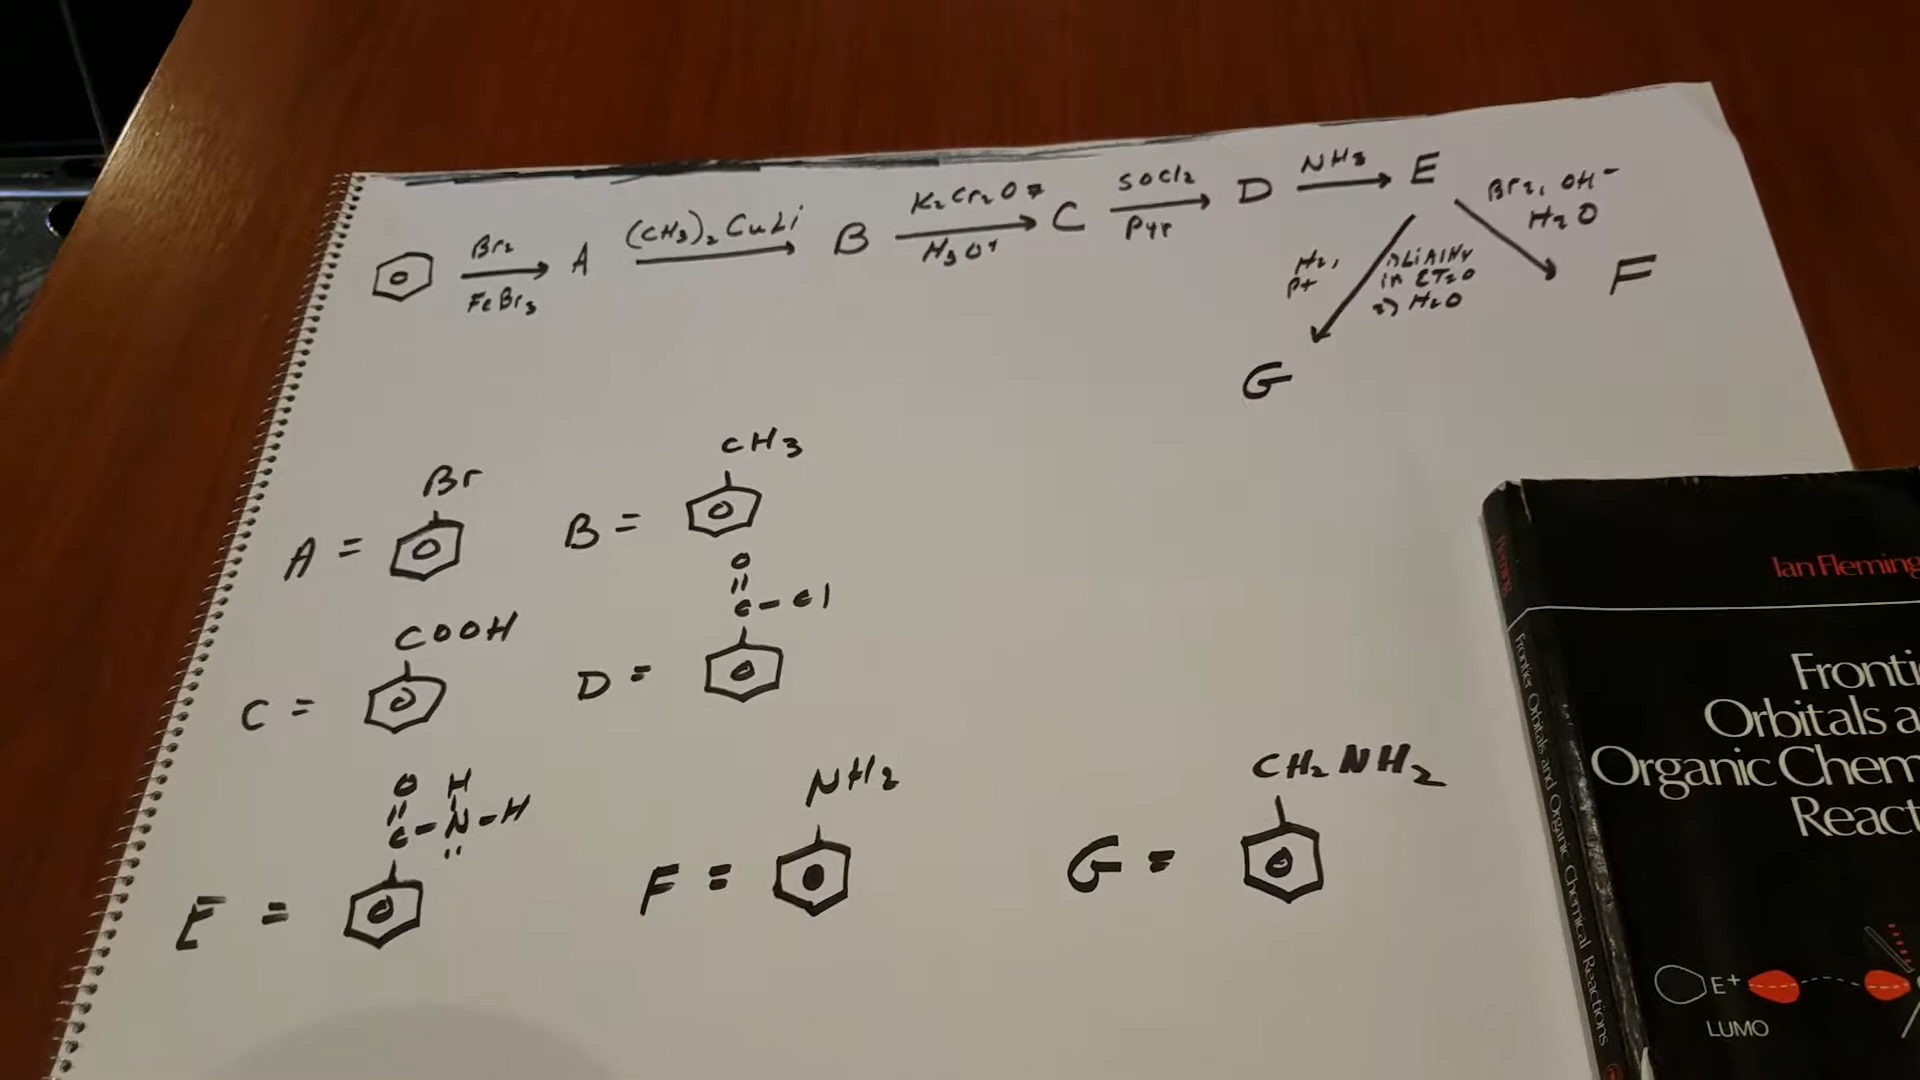 Br2
FeBr3
A
(CH3)2CuLi
B
K2Cr2O7
H3O+
C
SOCl2
Pyr
D
NH3
E
Br2, OH-
H2O
F
H2,
Pt
1) LiAlH4
in ET2O
2) H2O
G
A =
Br
B =
CH3
C =
COOH
D =
O
C-Cl
E =
O H
C-N-H
F =
NH2
G =
CH2NH2
Fleming
Frontier Orbitals and Organic Chemical Reactions
Ian Fleming
Fronti
Orbitals a
Organic Chem
React
E+
LUMO